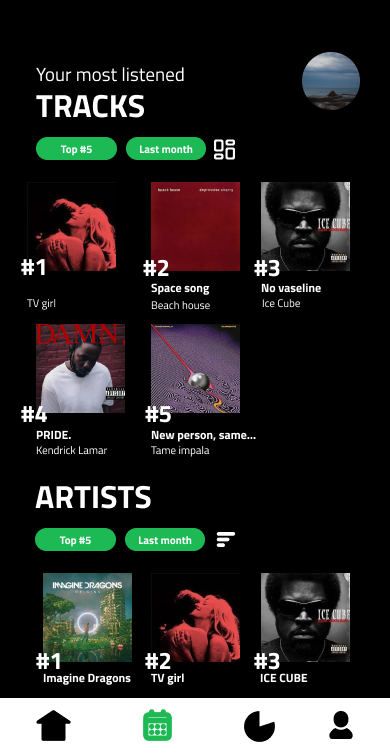 Your most listened
TRACKS
Top #5
Last month
beach house
depression cherry
ICE CUBE
#1
#2
#3
Space song
No vaseline
TV girl
Beach house
Ice Cube
DAMN.
#4
#5
PRIDE.
New person, same...
Kendrick Lamar
Tame impala
ARTISTS
Top #5
Last month
IMAGINE DRAGONS
ORIGINS
ICE CUBE
#1
#2
#3
Imagine Dragons
TV girl
ICE CUBE